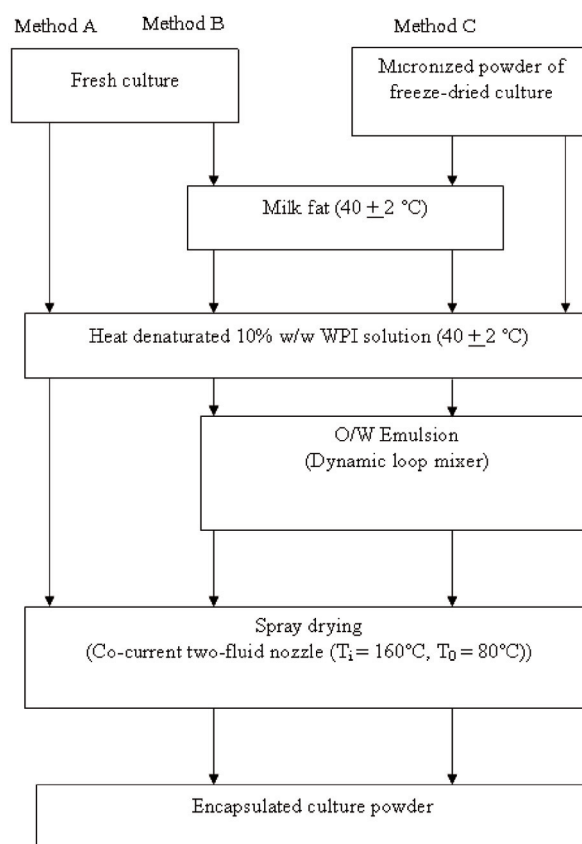 Method A
Method B
Method C
Fresh culture
Micronized powder of
freeze-dried culture
Milk fat (40 ± 2 °C)
Heat denaturated 10% w/w WPI solution (40 ± 2 °C)
O/W Emulsion
(Dynamic loop mixer)
Spray drying
(Co-current two-fluid nozzle (Ti = 160°C, T0 = 80°C))
Encapsulated culture powder